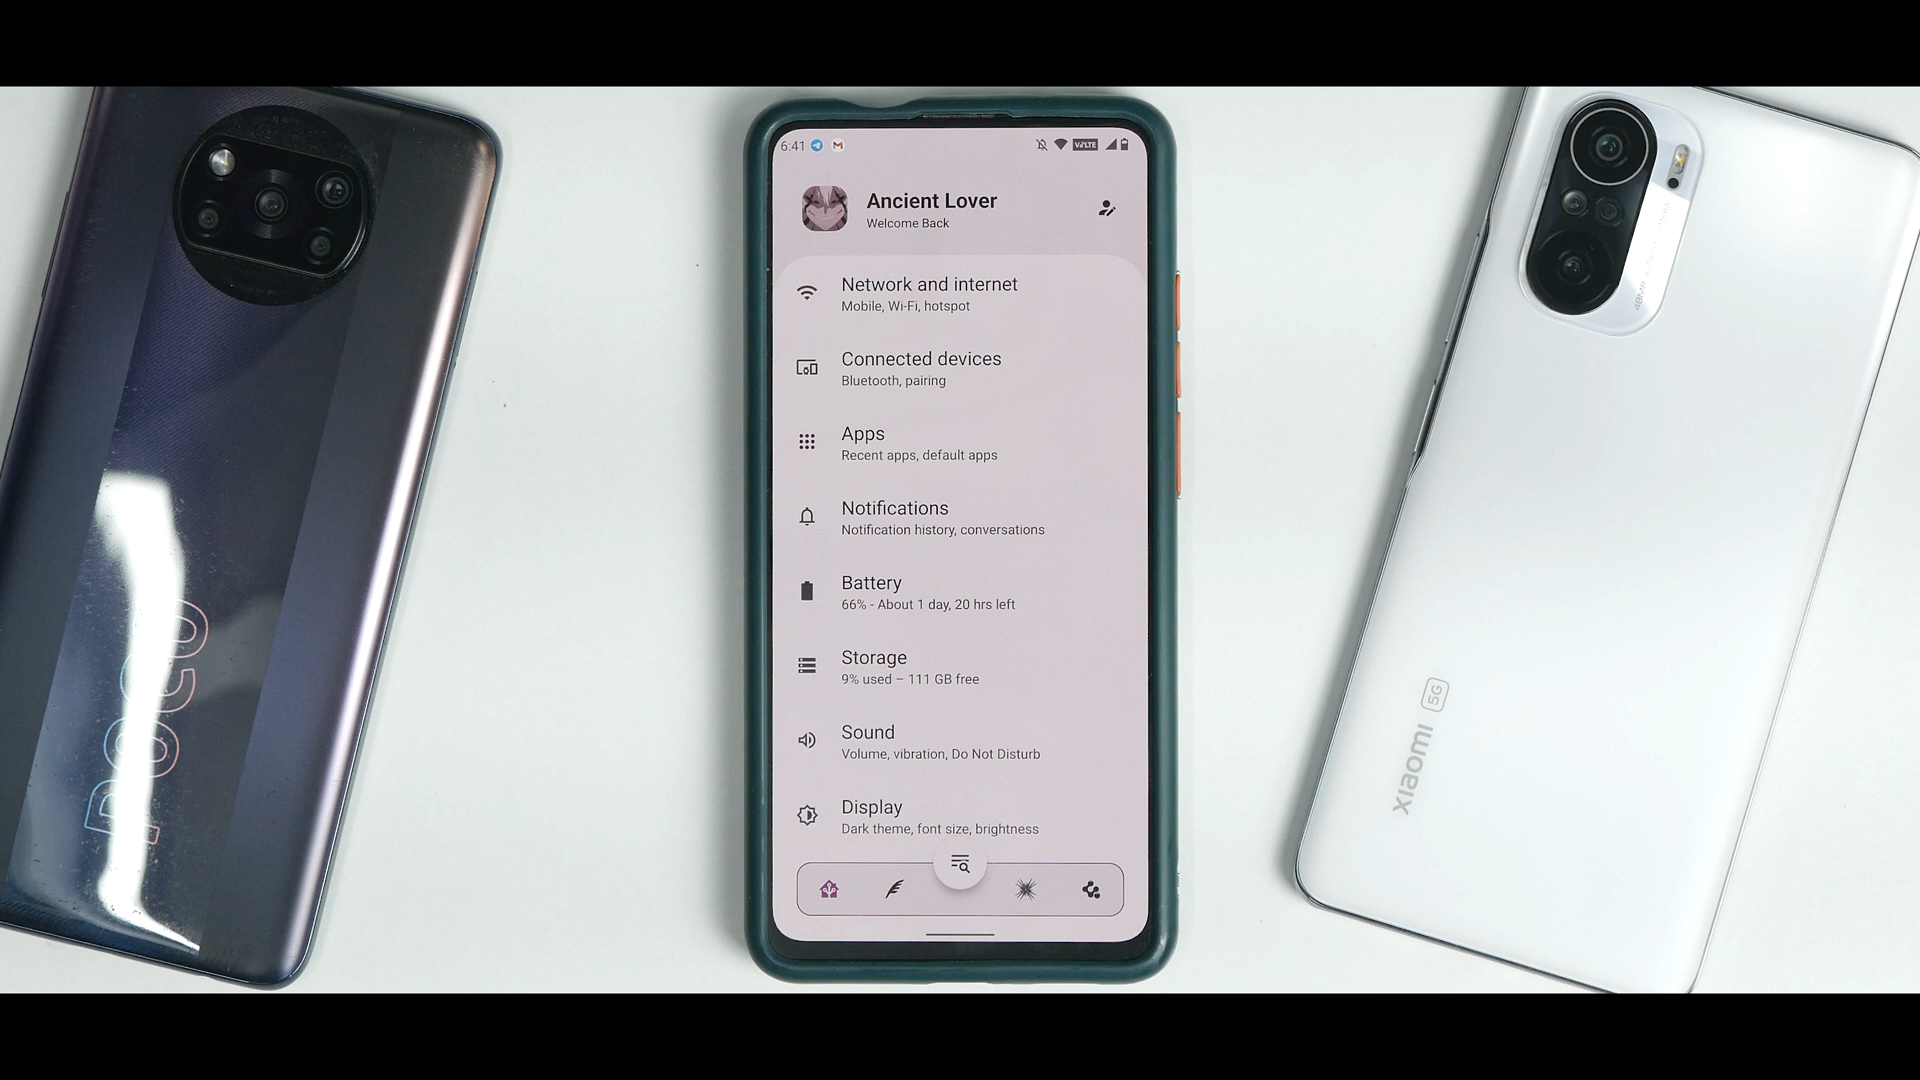 POCO
6:41
VoLTE
Ancient Lover
Welcome Back
Network and internet
Mobile, Wi-Fi, hotspot
Connected devices
Bluetooth, pairing
Apps
Recent apps, default apps
Notifications
Notification history, conversations
Battery
66% - About 1 day, 20 hrs left
Storage
9% used – 111 GB free
Sound
Volume, vibration, Do Not Disturb
Display
Dark theme, font size, brightness
48MP
xiaomi 5G